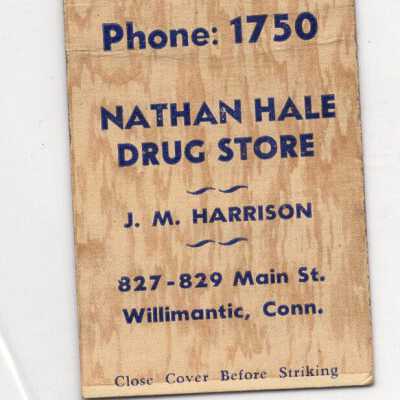 Phone: 1750
NATHAN HALE
DRUG STORE
J. M. HARRISON
827-829 Main St.
Willimantic, Conn.
Close Cover Before Striking